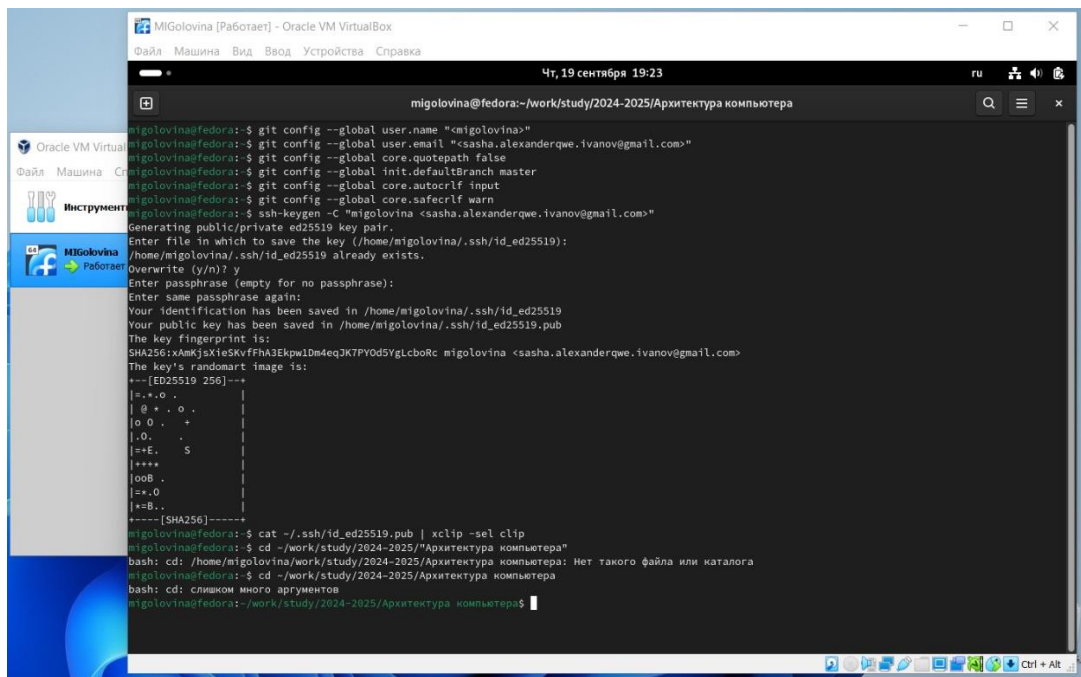 MIGolovina [Работает] - Oracle VM VirtualBox
Файл Машина Вид Ввод Устройства Справка
Чт, 19 сентября 19:23
ru
migolovina@fedora:~/work/study/2024-2025/Архитектура компьютера
Oracle VM Virtual
Файл Машина
Инструмент
64
MIGolovina
Работает
migolovina@fedora:~$ git config --global user.name "<migolovina>"
migolovina@fedora:~$ git config --global user.email "<sasha.alexanderqwe.ivanov@gmail.com>"
migolovina@fedora:~$ git config --global core.quotepath false
migolovina@fedora:~$ git config --global init.defaultBranch master
migolovina@fedora:~$ git config --global core.autocrlf input
migolovina@fedora:~$ git config --global core.safecrlf warn
migolovina@fedora:~$ ssh-keygen -C "migolovina <sasha.alexanderqwe.ivanov@gmail.com>"
Generating public/private ed25519 key pair.
Enter file in which to save the key (/home/migolovina/.ssh/id_ed25519):
/home/migolovina/.ssh/id_ed25519 already exists.
Overwrite (y/n)? y
Enter passphrase (empty for no passphrase):
Enter same passphrase again:
Your identification has been saved in /home/migolovina/.ssh/id_ed25519
Your public key has been saved in /home/migolovina/.ssh/id_ed25519.pub
The key fingerprint is:
SHA256:xAmKjsXieSKvfFhA3Ekpw1Dm4eqJK7PYOd5YgLcboRc migolovina <sasha.alexanderqwe.ivanov@gmail.com>
The key's randomart image is:
+--[ED25519 256]--+
|=.*.o .          |
| @ * . o .       |
|o O .   +        |
|.O.    .         |
|=+E.    S        |
|++++             |
|ooB .            |
|=*.O             |
|*=B..            |
+----[SHA256]-----+
migolovina@fedora:~$ cat ~/.ssh/id_ed25519.pub | xclip -sel clip
migolovina@fedora:~$ cd ~/work/study/2024-2025/"Архитектура компьютера"
bash: cd: /home/migolovina/work/study/2024-2025/Архитектура компьютера: Нет такого файла или каталога
migolovina@fedora:~$ cd ~/work/study/2024-2025/Архитектура компьютера
bash: cd: слишком много аргументов
migolovina@fedora:~/work/study/2024-2025/Архитектура компьютера$
Ctrl + Alt